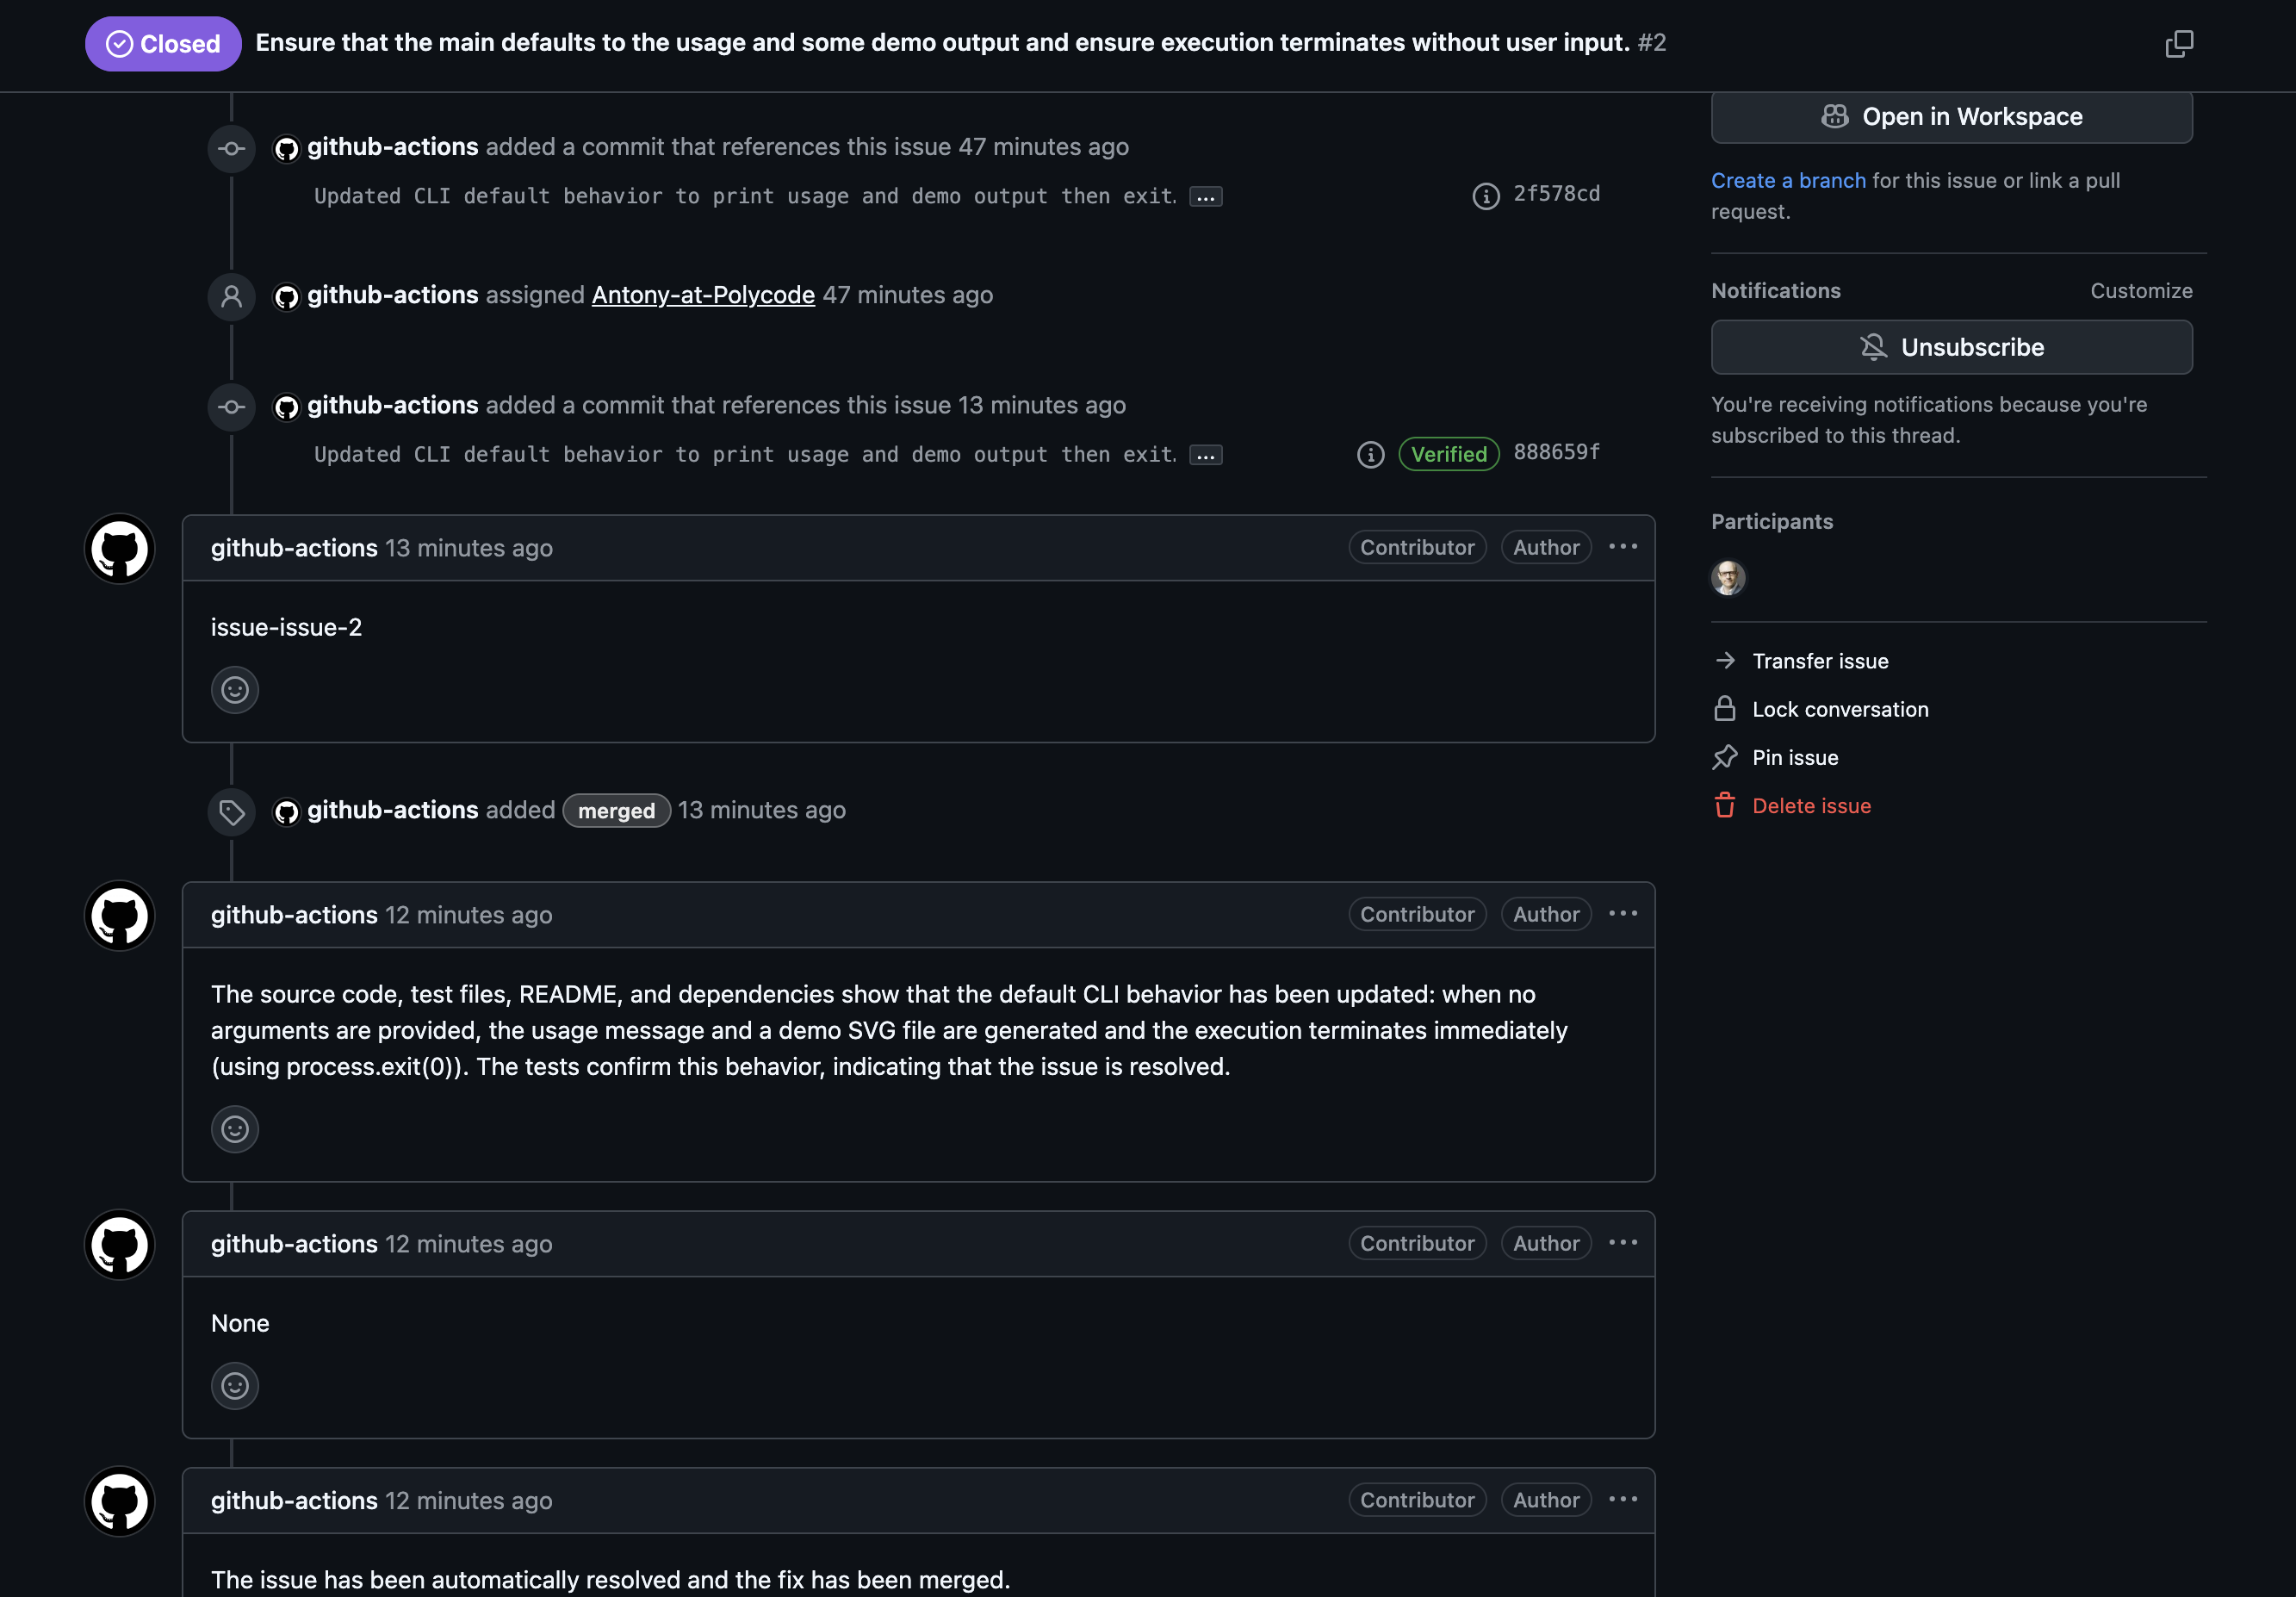 Closed Ensure that the main defaults to the usage and some demo output and ensure execution terminates without user input. #2
github-actions added a commit that references this issue 47 minutes ago
Updated CLI default behavior to print usage and demo output then exit. ... 2f578cd
github-actions assigned Antony-at-Polycode 47 minutes ago
github-actions added a commit that references this issue 13 minutes ago
Updated CLI default behavior to print usage and demo output then exit. ... Verified 888659f
github-actions 13 minutes ago Contributor Author ...
issue-issue-2
github-actions added merged 13 minutes ago
github-actions 12 minutes ago Contributor Author ...
The source code, test files, README, and dependencies show that the default CLI behavior has been updated: when no
arguments are provided, the usage message and a demo SVG file are generated and the execution terminates immediately
(using process.exit(0)). The tests confirm this behavior, indicating that the issue is resolved.
github-actions 12 minutes ago Contributor Author ...
None
github-actions 12 minutes ago Contributor Author ...
The issue has been automatically resolved and the fix has been merged.
Open in Workspace
Create a branch for this issue or link a pull
request.
Notifications Customize
Unsubscribe
You're receiving notifications because you're
subscribed to this thread.
Participants
Transfer issue
Lock conversation
Pin issue
Delete issue